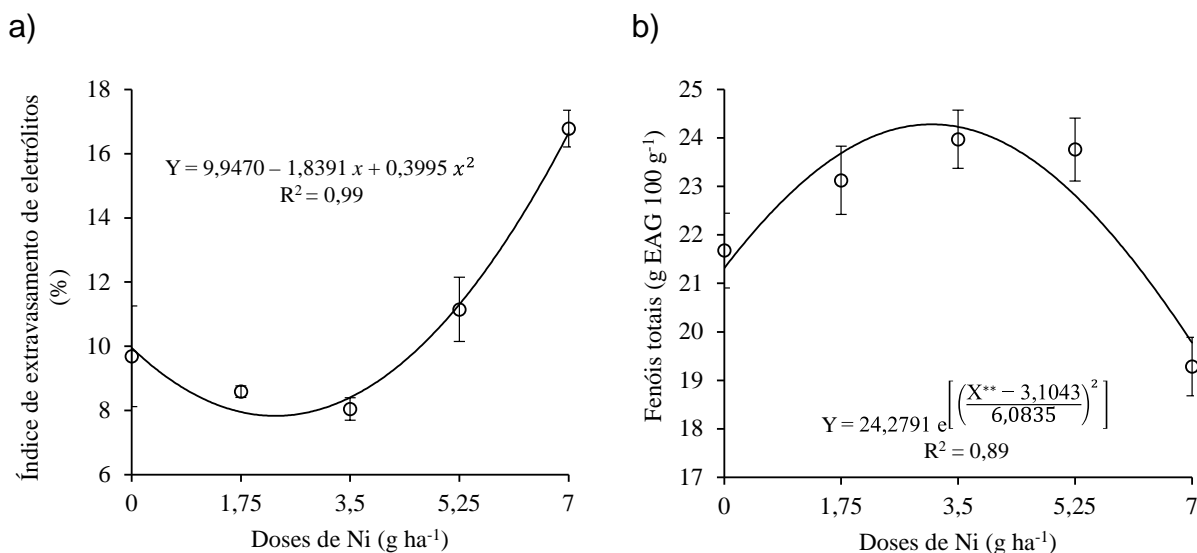 a)
Índice de extravasamento de eletrólitos
(%)
18
16
14
12
10
8
6
Y = 9,9470 – 1,8391 x + 0,3995 x²
R² = 0,99
0 1,75 3,5 5,25 7
Doses de Ni (g ha⁻¹)
b)
Fenóis totais (g EAG 100 g⁻¹)
25
24
23
22
21
20
19
18
17
Y = 24,2791 e^[((X** – 3,1043)/6,0835)²]
R² = 0,89
0 1,75 3,5 5,25 7
Doses de Ni (g ha⁻¹)